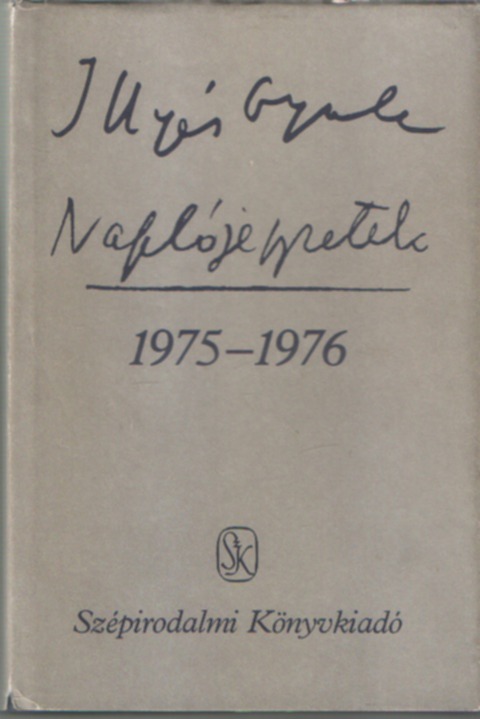 Illyés Gyula
Naplójegyzetek
1975–1976
SzK
Szépirodalmi Könyvkiadó